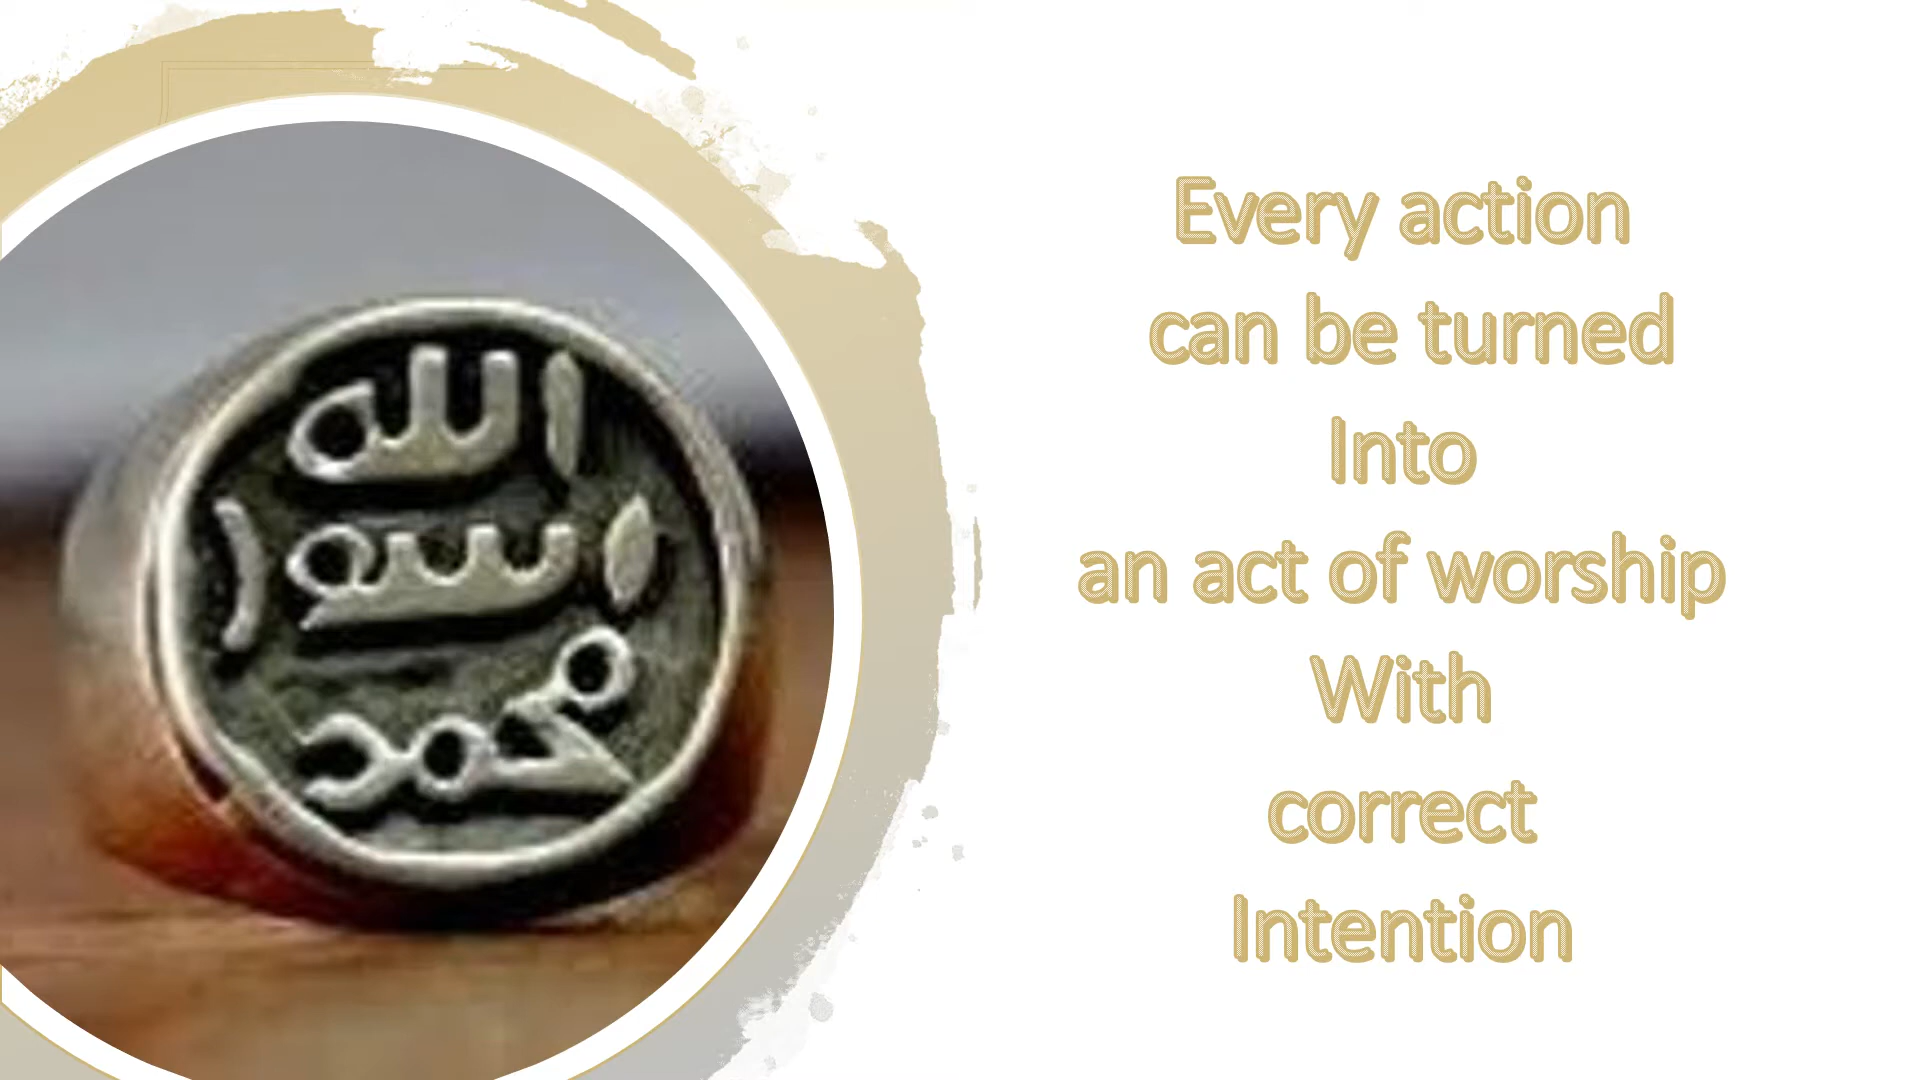 الله
رسول
محمد
Every action
can be turned
Into
an act of worship
With
correct
Intention